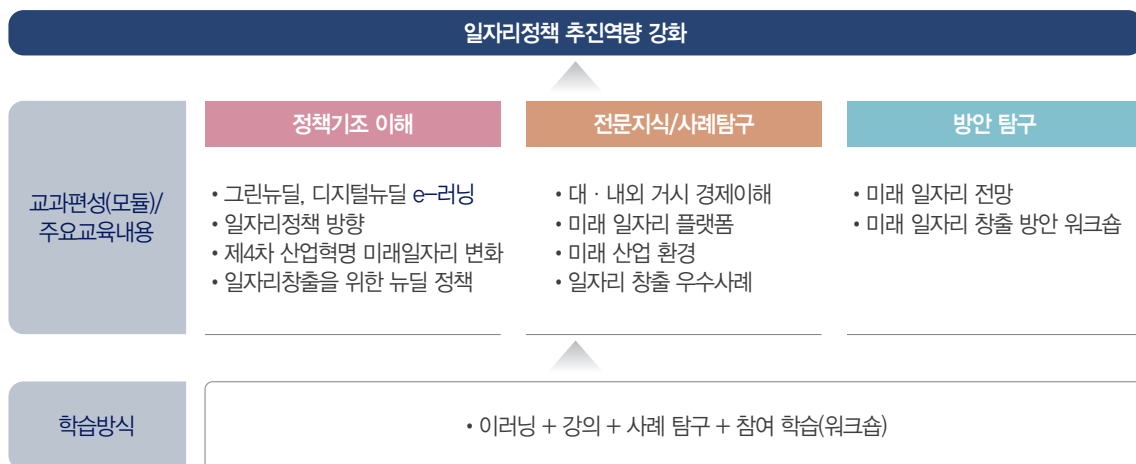 일자리정책 추진역량 강화
교과편성(모듈)/
주요교육내용
정책기조 이해
• 그린뉴딜, 디지털뉴딜 e-러닝
• 일자리정책 방향
• 제4차 산업혁명 미래일자리 변화
• 일자리창출을 위한 뉴딜 정책
전문지식/사례탐구
• 대 · 내외 거시 경제이해
• 미래 일자리 플랫폼
• 미래 산업 환경
• 일자리 창출 우수사례
방안 탐구
• 미래 일자리 전망
• 미래 일자리 창출 방안 워크숍
학습방식
• 이러닝 + 강의 + 사례 탐구 + 참여 학습(워크숍)